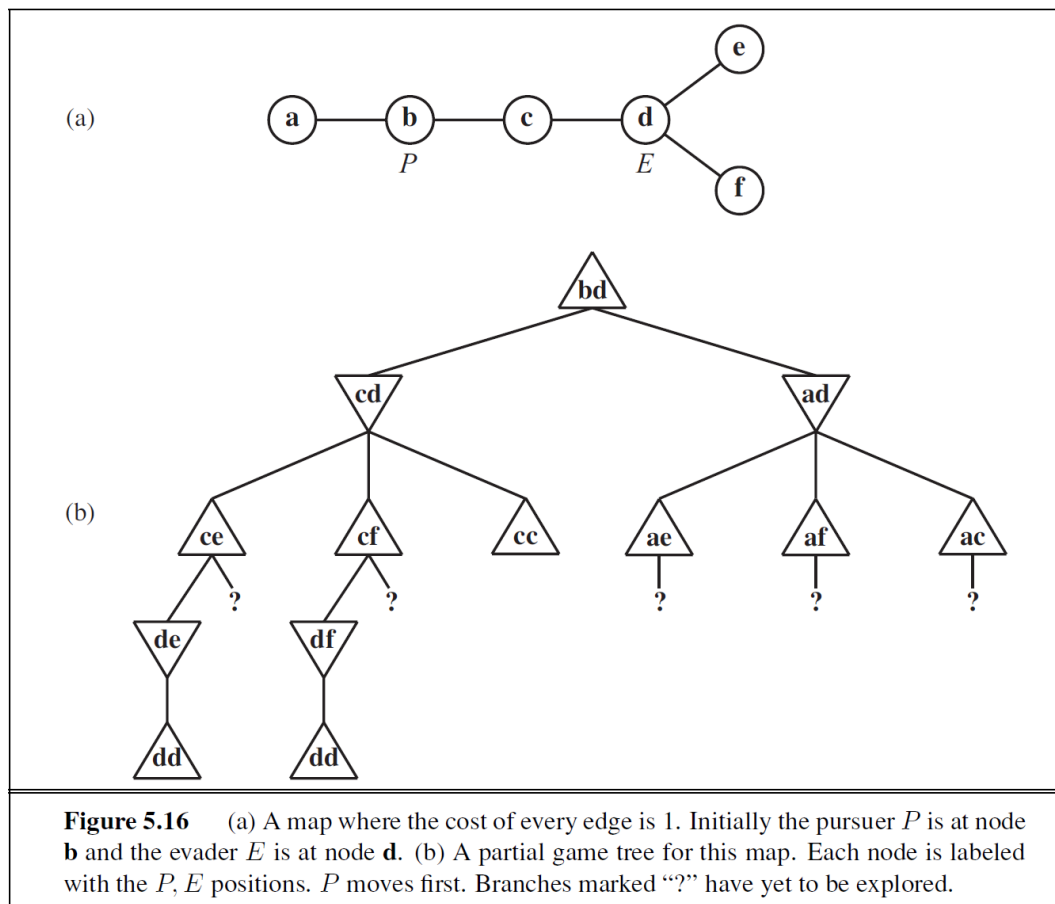 e
(a) a b c d
P E
f
bd
cd ad
(b) ce cf cc ae af ac
? ? ? ? ?
de df
dd dd
Figure 5.16 (a) A map where the cost of every edge is 1. Initially the pursuer P is at node
b and the evader E is at node d. (b) A partial game tree for this map. Each node is labeled
with the P, E positions. P moves first. Branches marked “?” have yet to be explored.